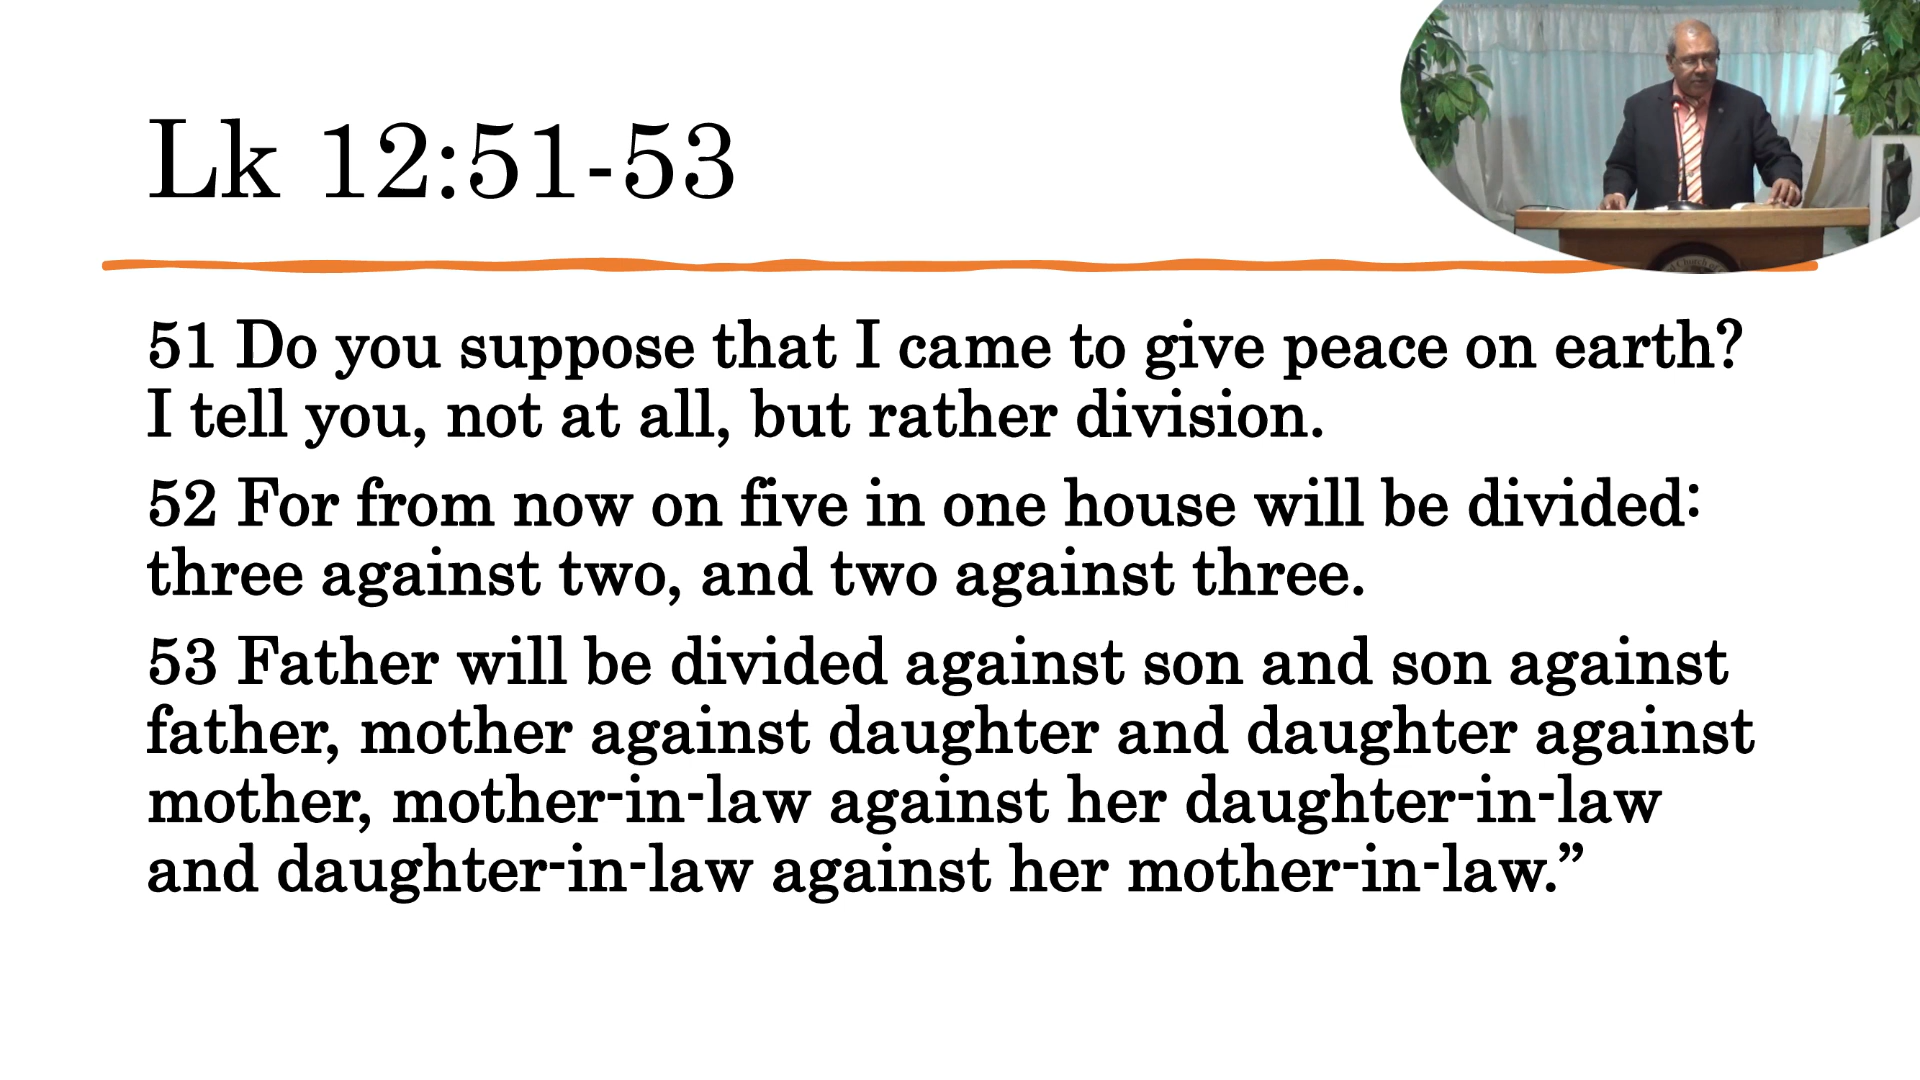 Lk 12:51-53
51 Do you suppose that I came to give peace on earth?
I tell you, not at all, but rather division.
52 For from now on five in one house will be divided:
three against two, and two against three.
53 Father will be divided against son and son against
father, mother against daughter and daughter against
mother, mother-in-law against her daughter-in-law
and daughter-in-law against her mother-in-law.”
Church of